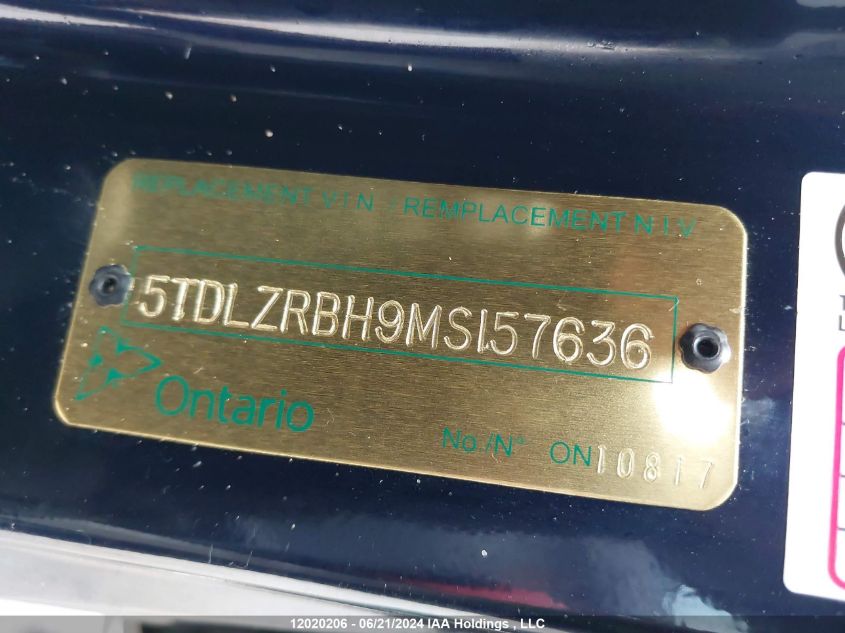 REPLACEMENT V.I.N. / REMPLACEMENT N.I.V.
5TDLZRBH9MS157636
Ontario
No./N° ON10817
T
L
12020206 - 06/21/2024 IAA Holdings , LLC